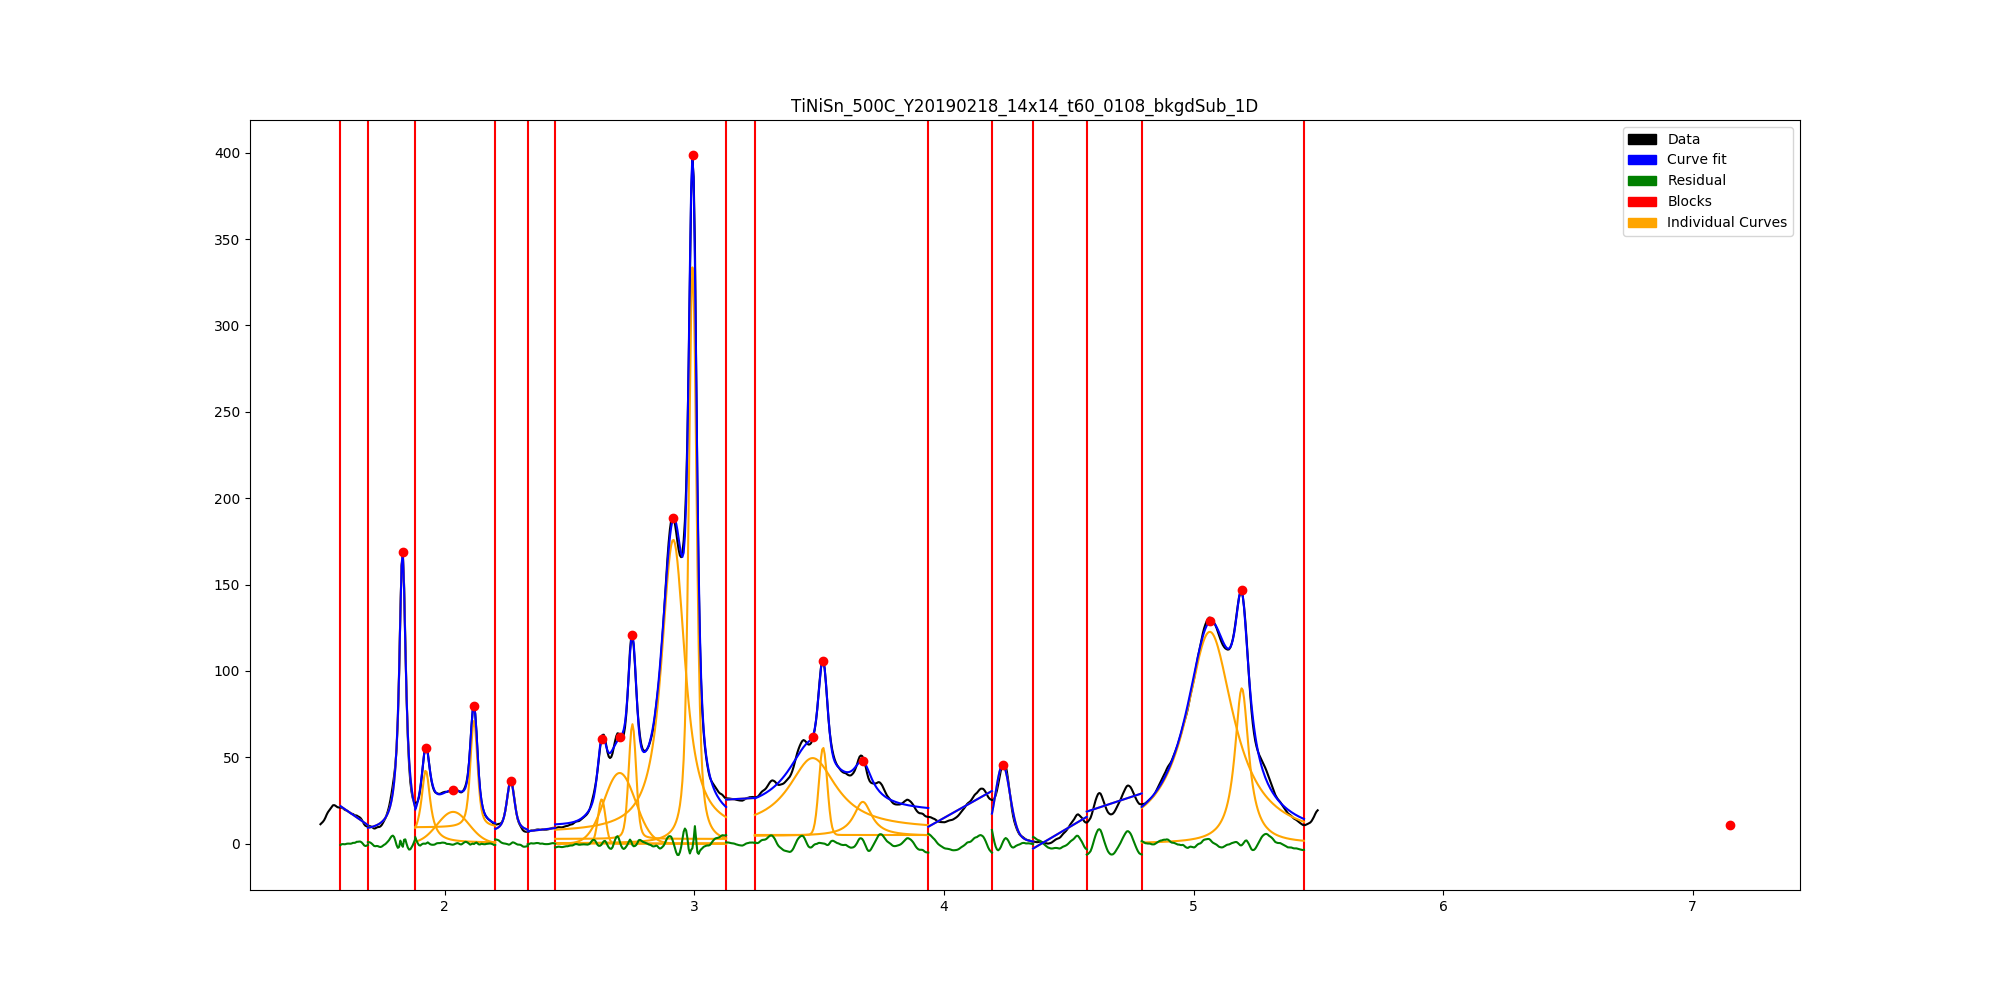 TiNiSn_500C_Y20190218_14x14_t60_0108_bkgdSub_1D
400
350
300
250
200
150
100
50
0
2
3
4
5
6
7
Data
Curve fit
Residual
Blocks
Individual Curves